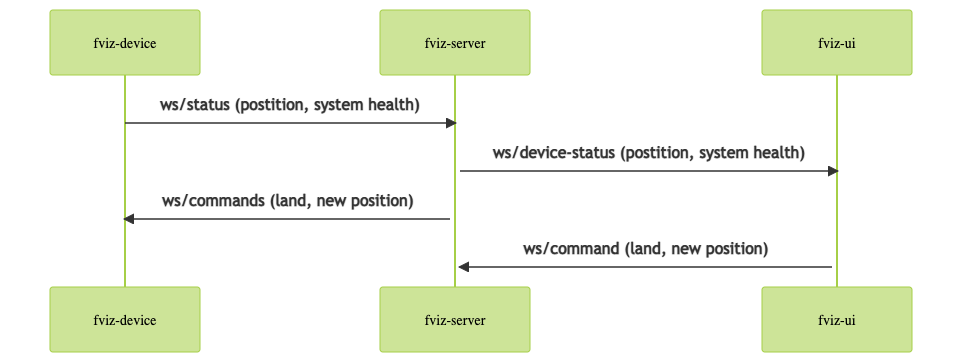 fviz-device
fviz-server
fviz-ui
ws/status (postition, system health)
ws/device-status (postition, system health)
ws/commands (land, new position)
ws/command (land, new position)
fviz-device
fviz-server
fviz-ui